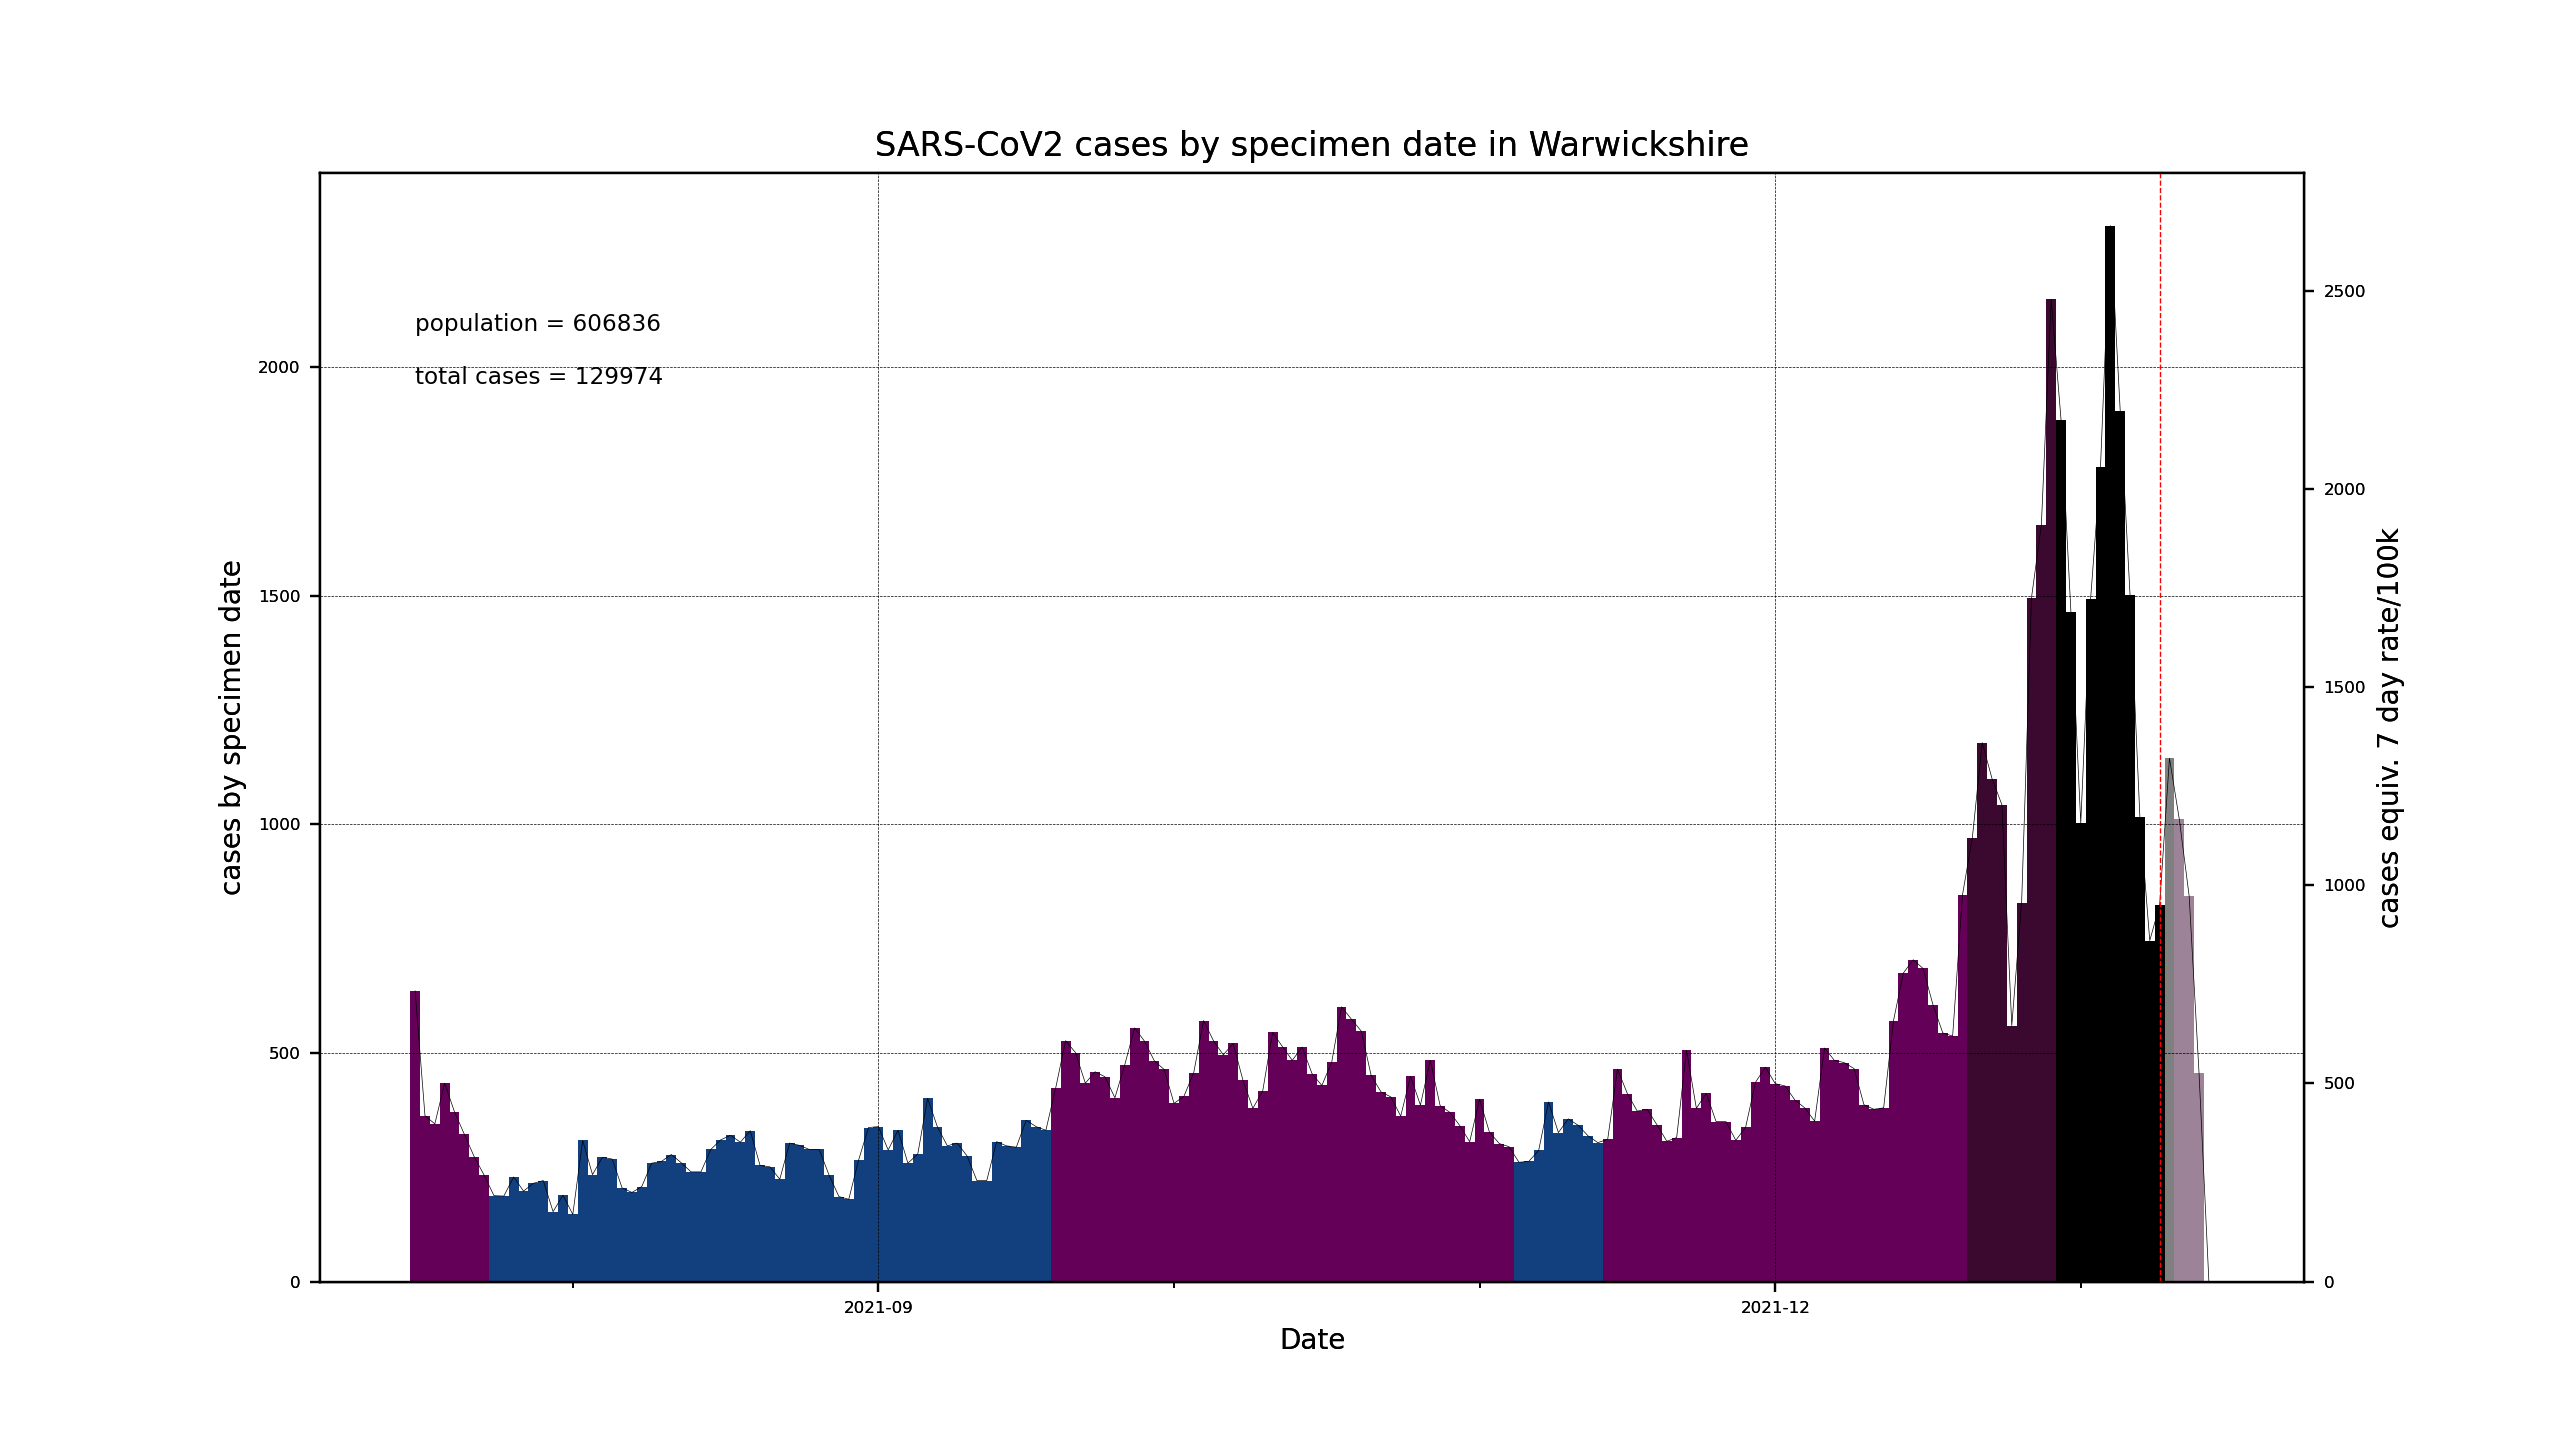 SARS-CoV2 cases by specimen date in Warwickshire
population = 606836
total cases = 129974
cases by specimen date
2000
1500
1000
500
0
2500
2000
1500
1000
500
0
cases equiv. 7 day rate/100k
2021-09
2021-12
Date